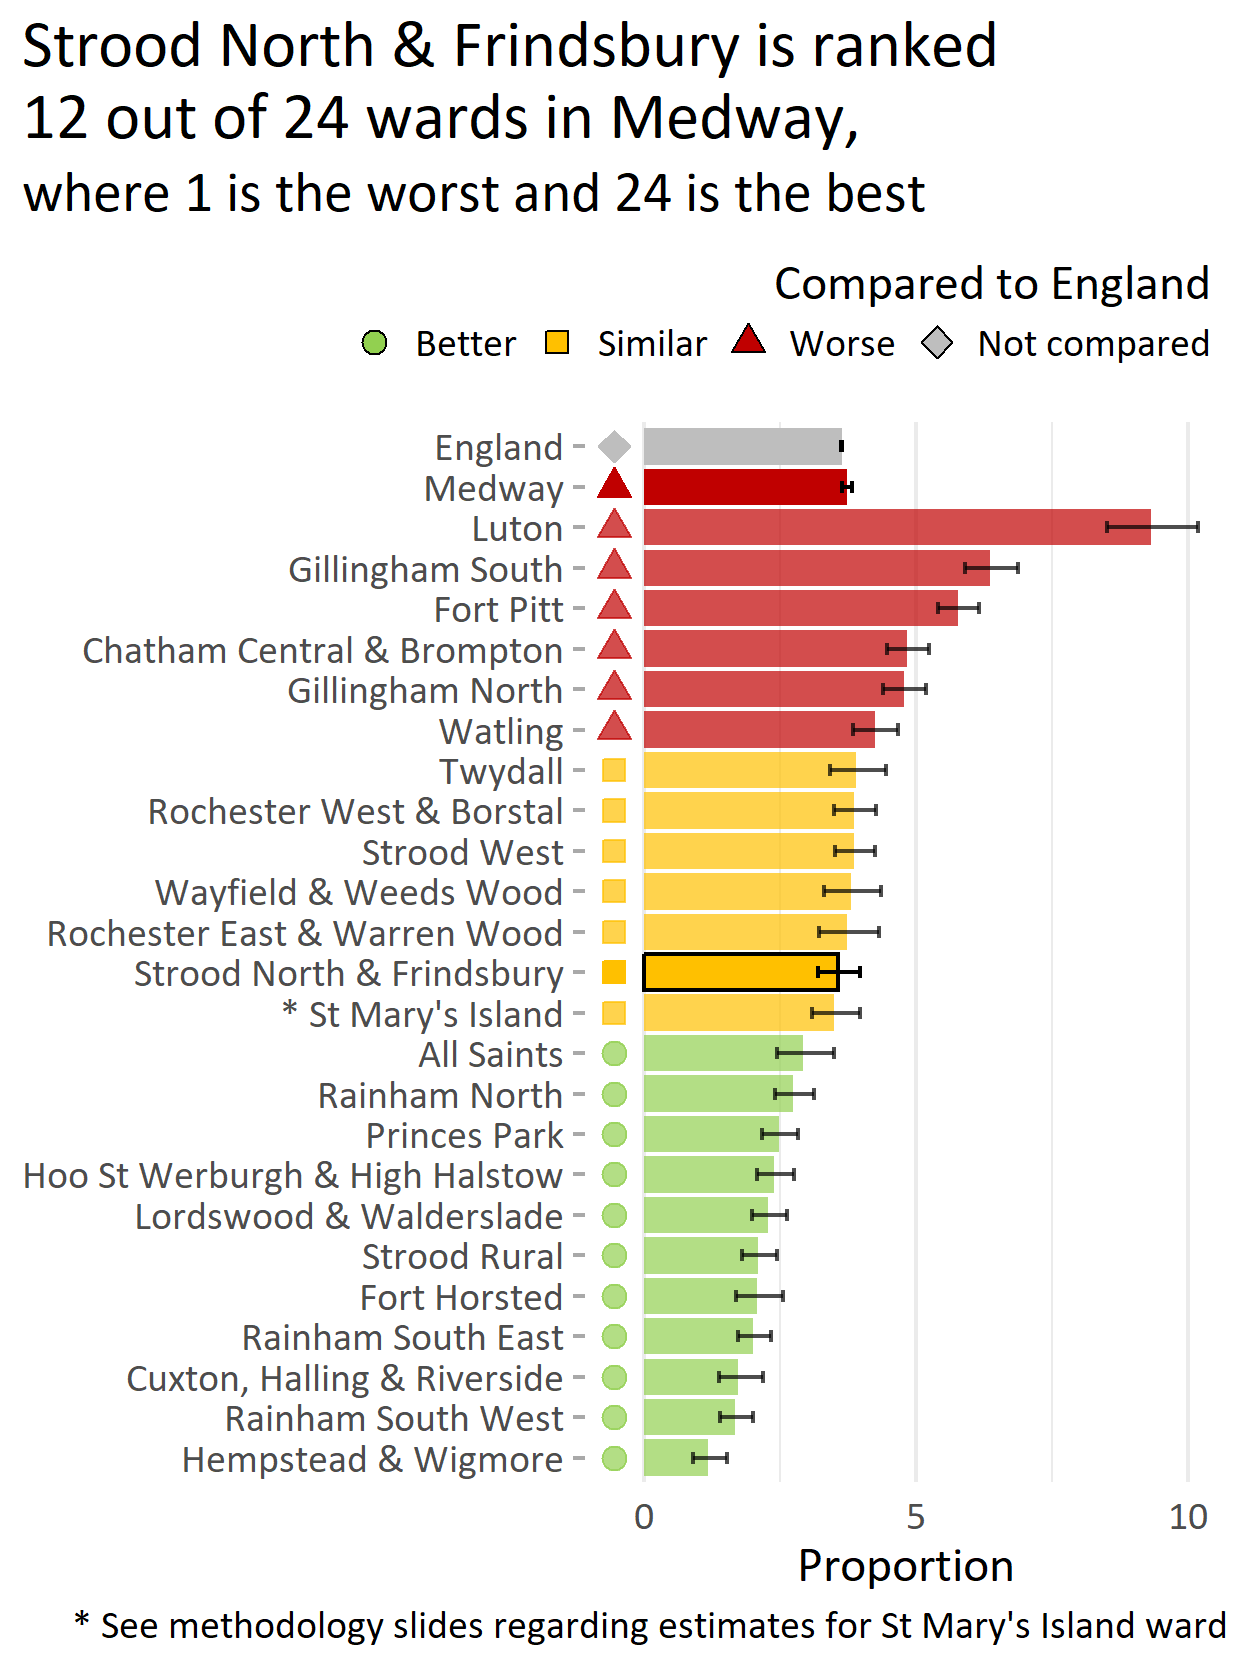 Strood North & Frindsbury is ranked
12 out of 24 wards in Medway,
where 1 is the worst and 24 is the best
Compared to England
Better Similar Worse Not compared
England
Medway
Luton
Gillingham South
Fort Pitt
Chatham Central & Brompton
Gillingham North
Watling
Twydall
Rochester West & Borstal
Strood West
Wayfield & Weeds Wood
Rochester East & Warren Wood
Strood North & Frindsbury
* St Mary's Island
All Saints
Rainham North
Princes Park
Hoo St Werburgh & High Halstow
Lordswood & Walderslade
Strood Rural
Fort Horsted
Rainham South East
Cuxton, Halling & Riverside
Rainham South West
Hempstead & Wigmore
0 5 10
Proportion
* See methodology slides regarding estimates for St Mary's Island ward